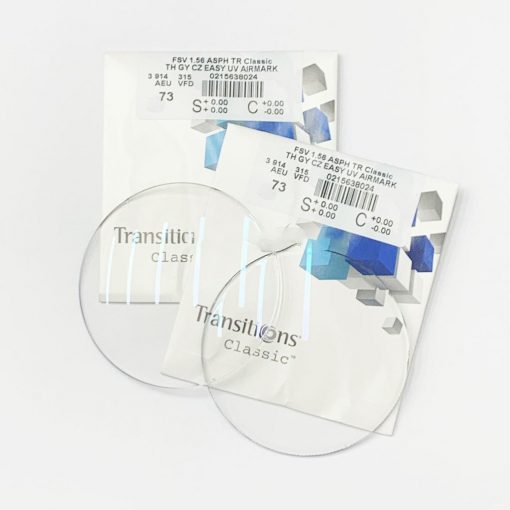 FSV 1.56 ASPH TR Classic
TH GY CZ EASY UV AIRMARK
3 914 315 0215638024
AEU VFD
73 S +0.00 C +0.00
+0.00 -0.00
Transitions
Class
FSV 1.56 ASPH TR Classic
TH GY CZ EASY UV AIRMARK
3 914 315 0215638024
AEU VFD
73 S +0.00 C +0.00
+0.00 -0.00
Transitions
Classic™